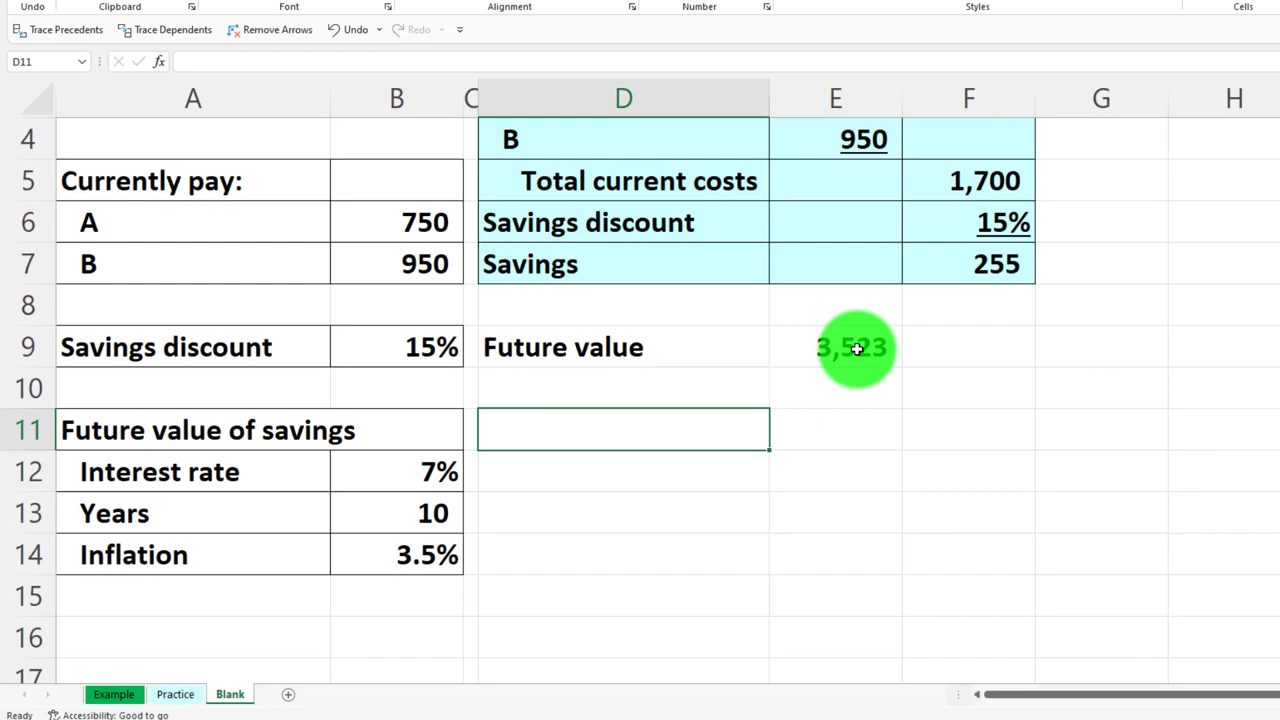 Undo Clipboard Font Alignment Number Styles Cells
Trace Precedents Trace Dependents Remove Arrows Undo Redo
D11 fx
A B C D E F G H
4 B 950
5 Currently pay: Total current costs 1,700
6 A 750 Savings discount 15%
7 B 950 Savings 255
8
9 Savings discount 15% Future value 3,523
10
11 Future value of savings
12 Interest rate 7%
13 Years 10
14 Inflation 3.5%
15
16
17
Example Practice Blank
Ready Accessibility: Good to go